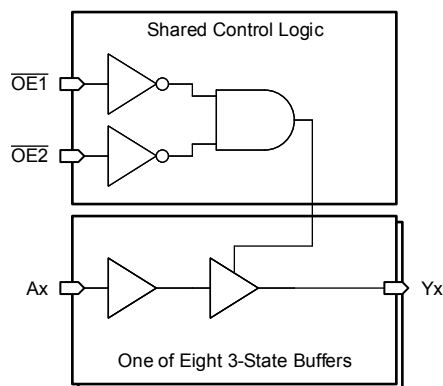 Shared Control Logic
OE1
OE2
Ax
Yx
One of Eight 3-State Buffers